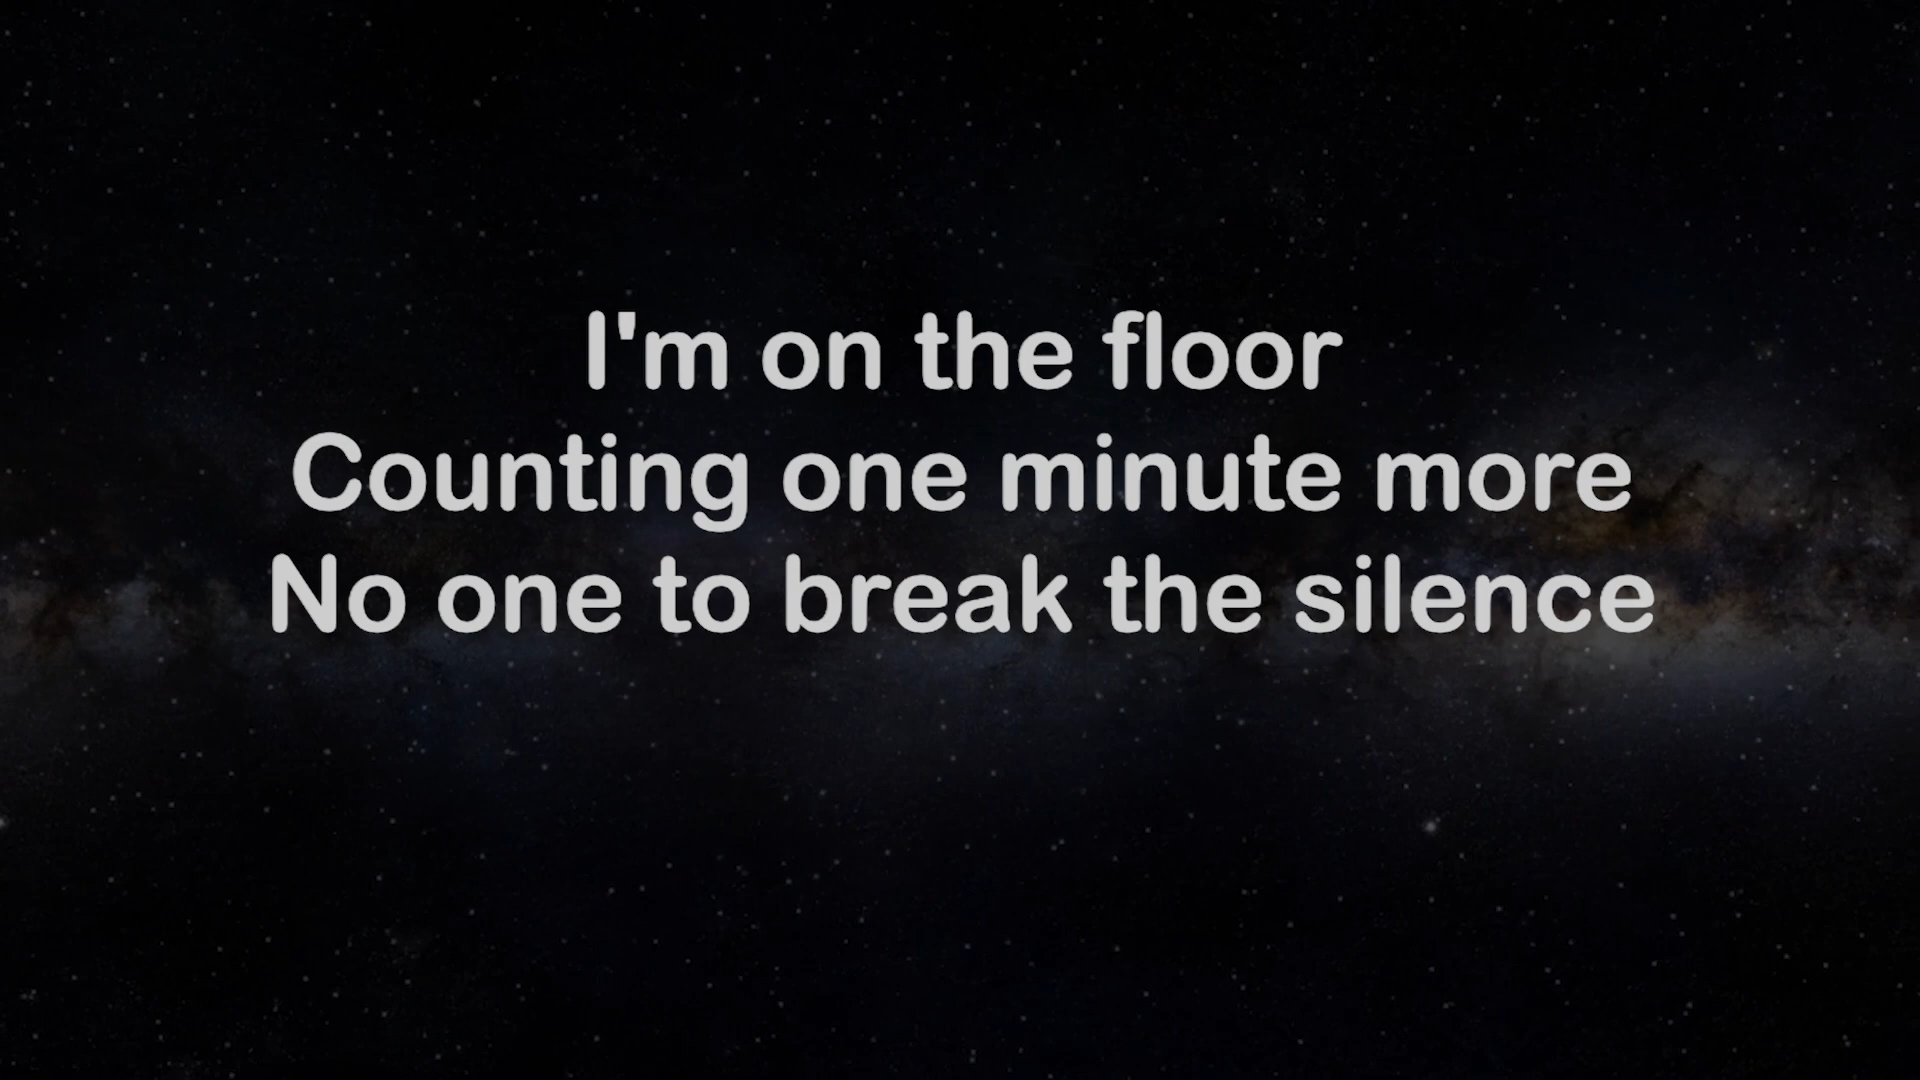 I'm on the floor
Counting one minute more
No one to break the silence